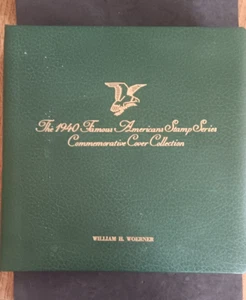 The 1940 Famous Americans Stamp Series
Commemorative Cover Collection
WILLIAM H. WOERNER